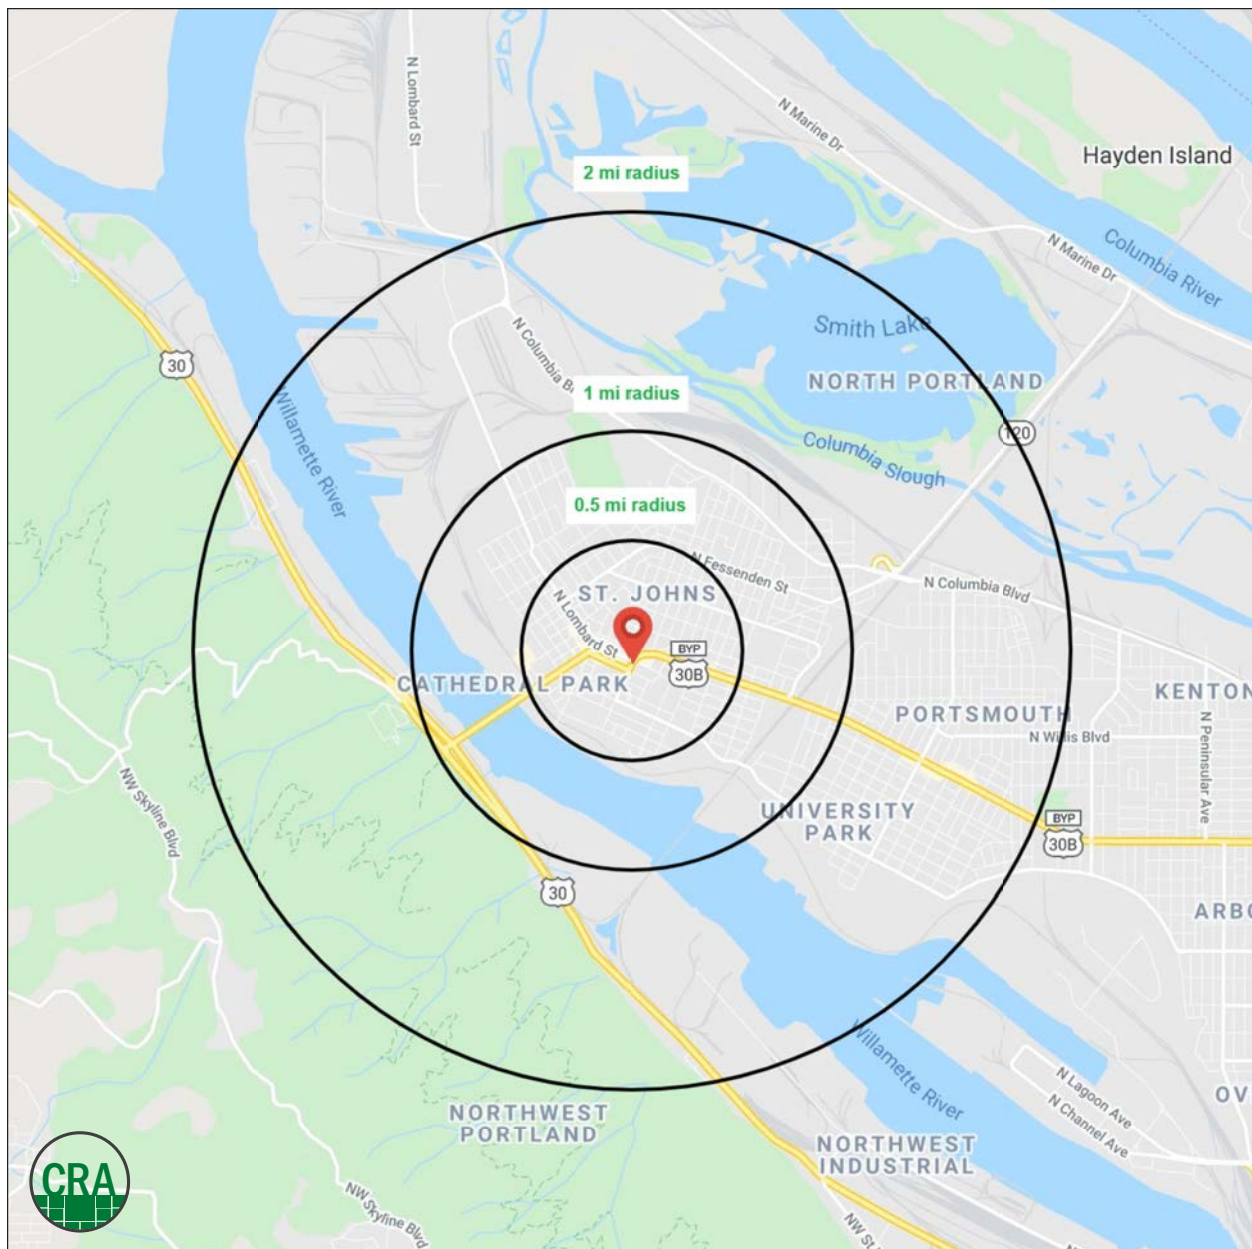 N Lombard St
N Marine Dr
Hayden Island
2 mi radius
Columbia River
N Marine Dr
Smith Lake
30
N Columbia B
NORTH PORTLAND
1 mi radius
Willamette River
120
Columbia Slough
0.5 mi radius
N Fessenden St
N Columbia Blvd
ST. JOHNS
N Lombard St
BYP
30B
CATHEDRAL PARK
KENTON
PORTSMOUTH
N Willis Blvd
N Peninsular Ave
NW Skyline Blvd
UNIVERSITY
PARK
BYP
30B
30
ARBO
Willamette River
N Lagoon Ave
N Channel Ave
OV
NORTHWEST
PORTLAND
NORTHWEST
INDUSTRIAL
CRA
NW Skyline Blvd
NW St H